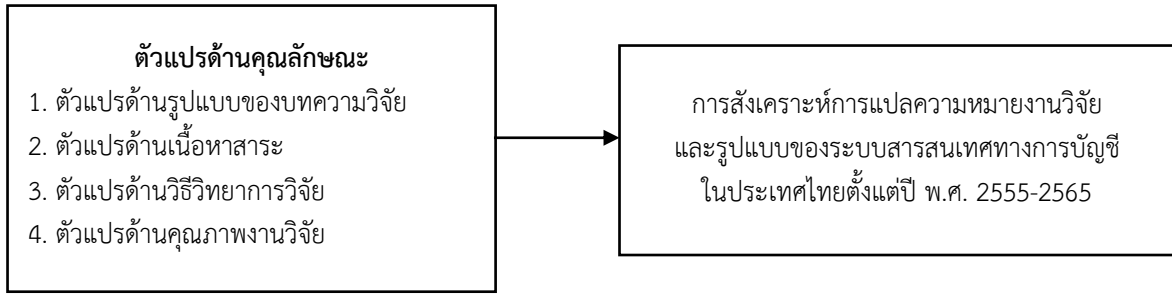 ตัวแปรด้านคุณลักษณะ
1. ตัวแปรด้านรูปแบบของบทความวิจัย
2. ตัวแปรด้านเนื้อหาสาระ
3. ตัวแปรด้านวิธีวิทยาการวิจัย
4. ตัวแปรด้านคุณภาพงานวิจัย
การสังเคราะห์การแปลความหมายงานวิจัย
และรูปแบบของระบบสารสนเทศทางการบัญชี
ในประเทศไทยตั้งแต่ปี พ.ศ. 2555-2565